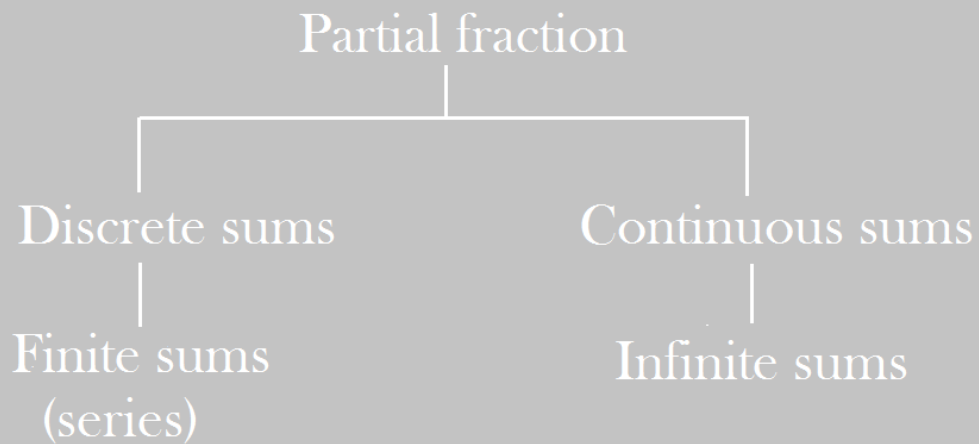 Partial fraction
Discrete sums
Continuous sums
Finite sums
(series)
Infinite sums